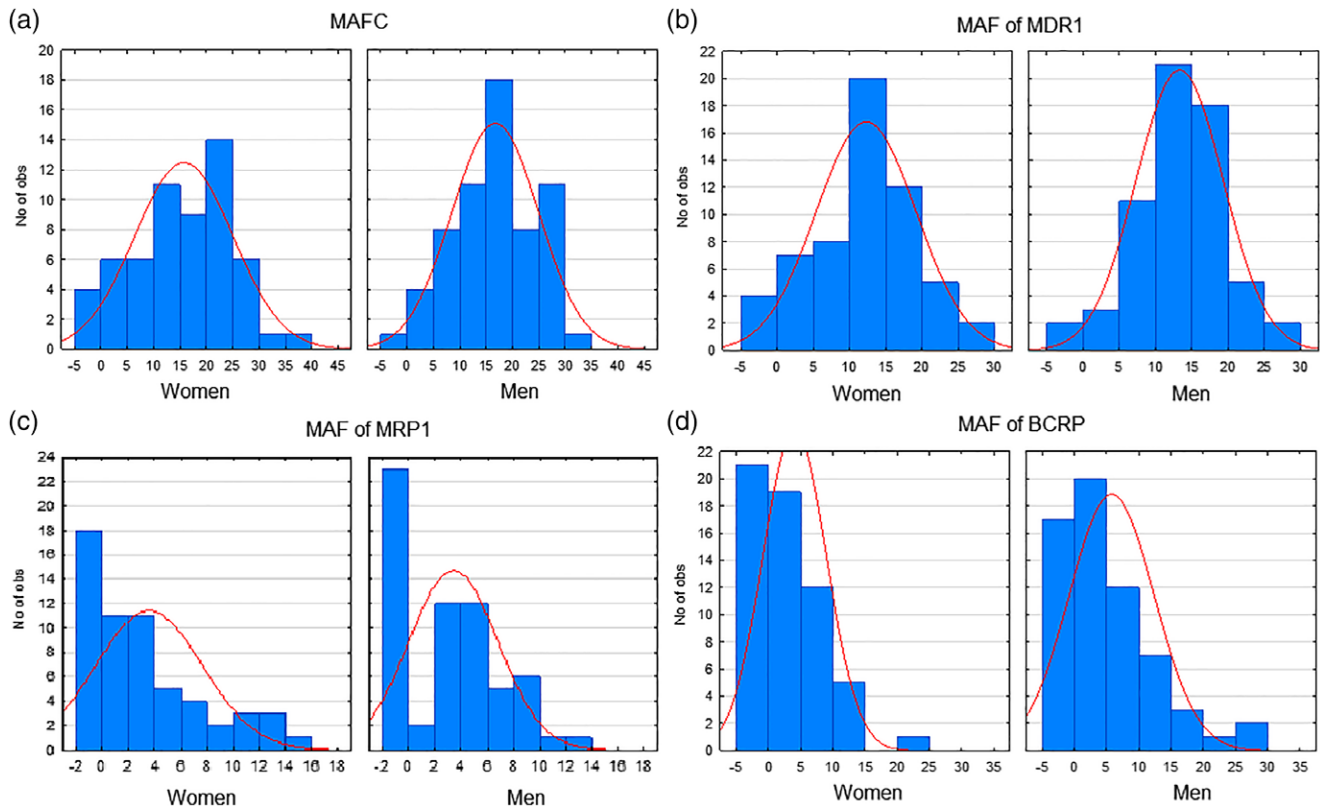 (a)
MAFC
No of obs
20
18
16
14
12
10
8
6
4
2
0
-5 0 5 10 15 20 25 30 35 40 45
-5 0 5 10 15 20 25 30 35 40 45
Women
Men
(b)
MAF of MDR1
No of obs
22
20
18
16
14
12
10
8
6
4
2
0
-5 0 5 10 15 20 25 30
-5 0 5 10 15 20 25 30
Women
Men
(c)
MAF of MRP1
No of obs
24
22
20
18
16
14
12
10
8
6
4
2
0
-2 0 2 4 6 8 10 12 14 16 18
-2 0 2 4 6 8 10 12 14 16 18
Women
Men
(d)
MAF of BCRP
No of obs
22
20
18
16
14
12
10
8
6
4
2
0
-5 0 5 10 15 20 25 30 35
-5 0 5 10 15 20 25 30 35
Women
Men